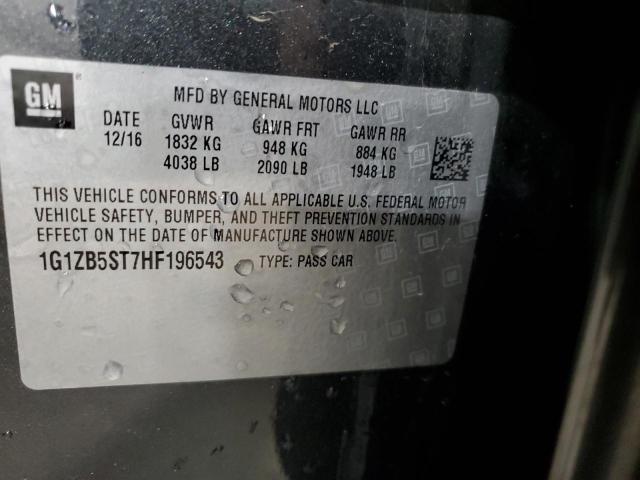 GM ®
MFD BY GENERAL MOTORS LLC
DATE GVWR GAWR FRT GAWR RR
12/16 1832 KG 948 KG 884 KG
4038 LB 2090 LB 1948 LB
THIS VEHICLE CONFORMS TO ALL APPLICABLE U.S. FEDERAL MOTOR
VEHICLE SAFETY, BUMPER, AND THEFT PREVENTION STANDARDS IN
EFFECT ON THE DATE OF MANUFACTURE SHOWN ABOVE.
1G1ZB5ST7HF196543 TYPE: PASS CAR